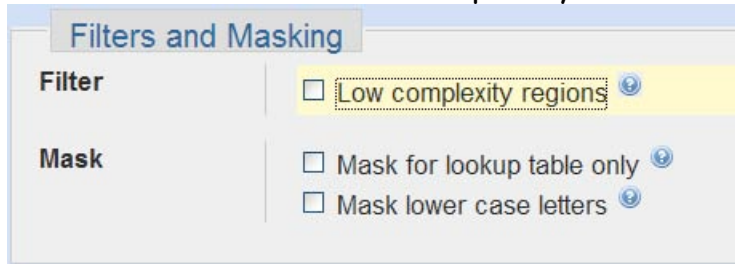 Filters and Masking
Filter
Low complexity regions
Mask
Mask for lookup table only
Mask lower case letters